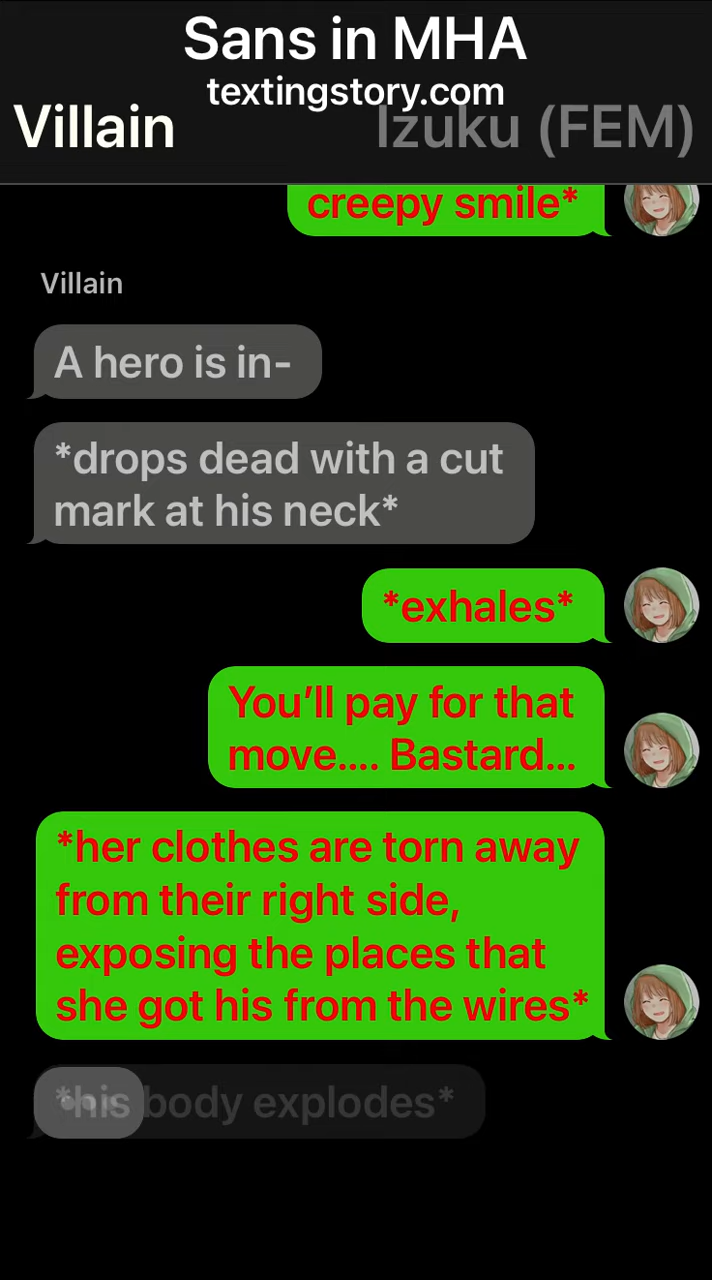 Sans in MHA
textingstory.com
Villain
Izuku (FEM)
creepy smile*
Villain
A hero is in-
*drops dead with a cut
mark at his neck*
*exhales*
You’ll pay for that
move.... Bastard...
*her clothes are torn away
from their right side,
exposing the places that
she got his from the wires*
*his body explodes*